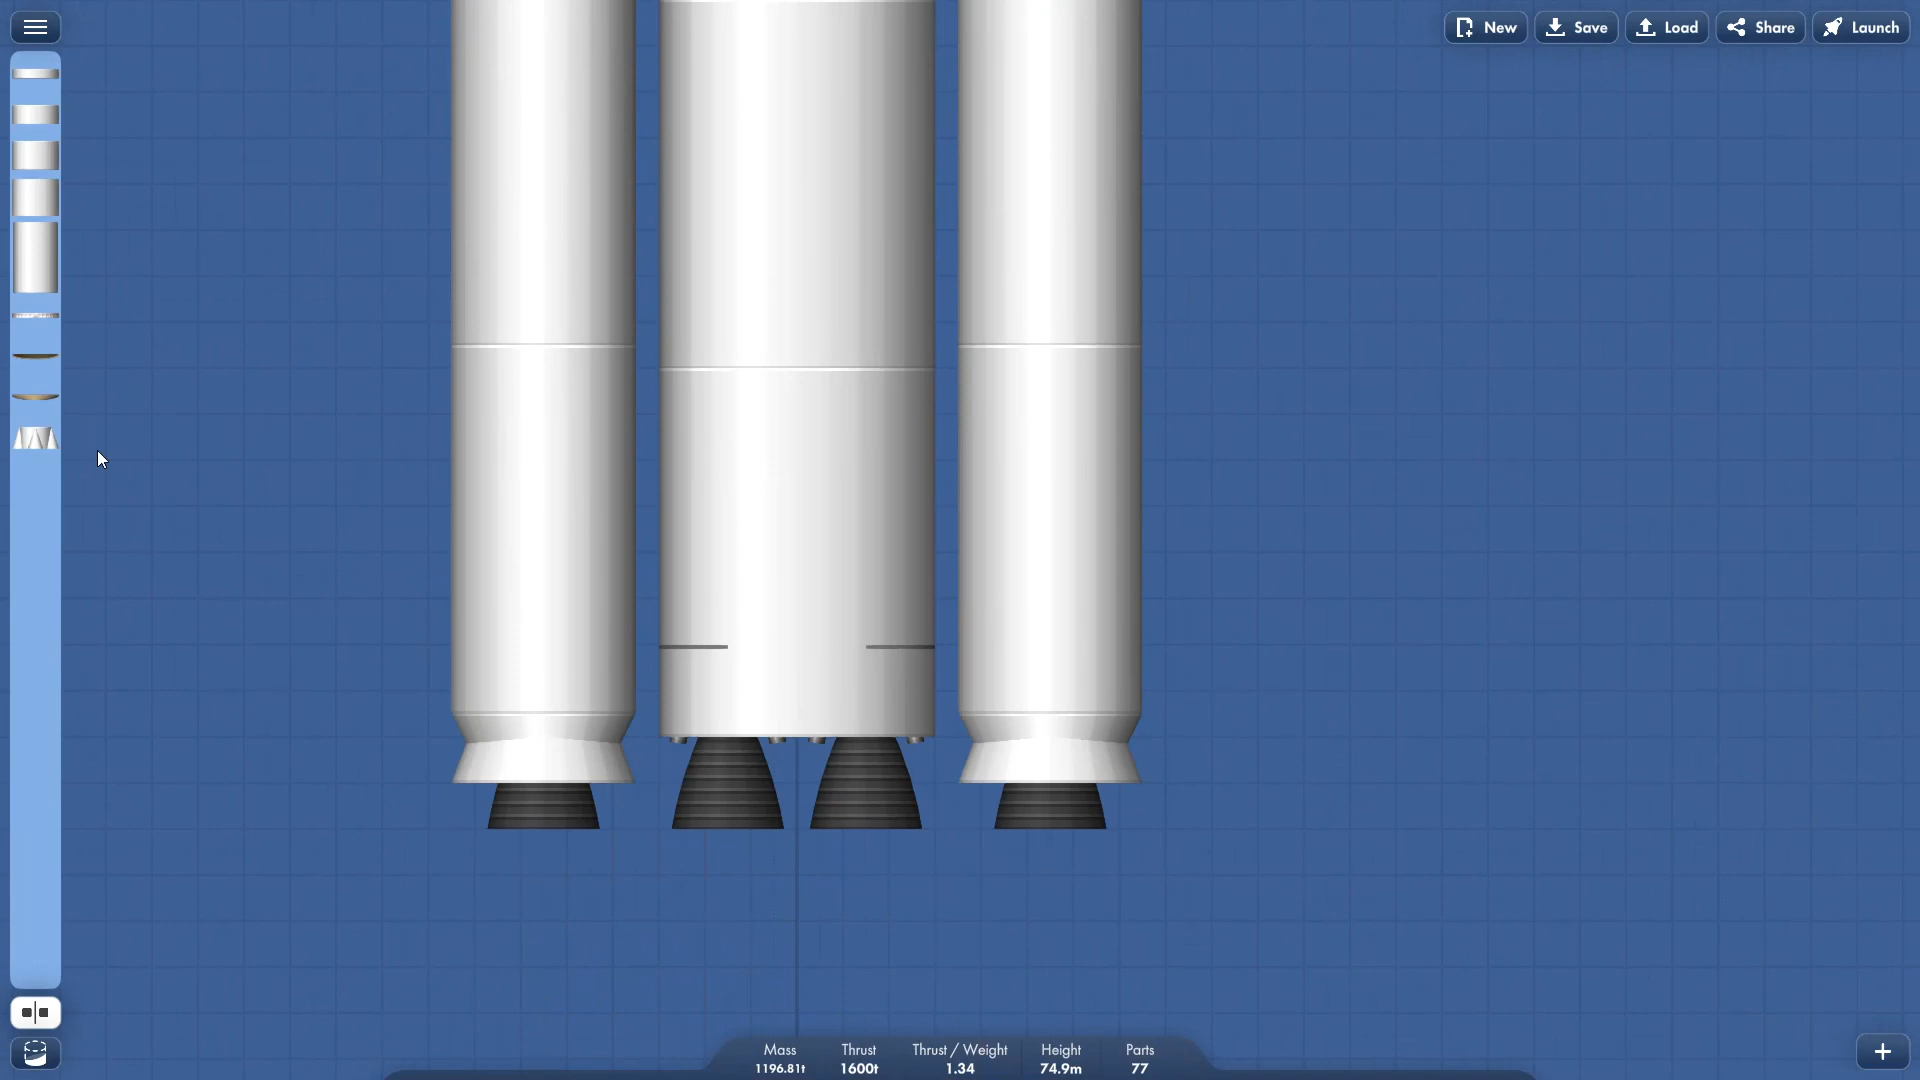 New Save Load Share Launch
Mass Thrust Thrust / Weight Height Parts
1196.81t 1600t 1.34 74.9m 77